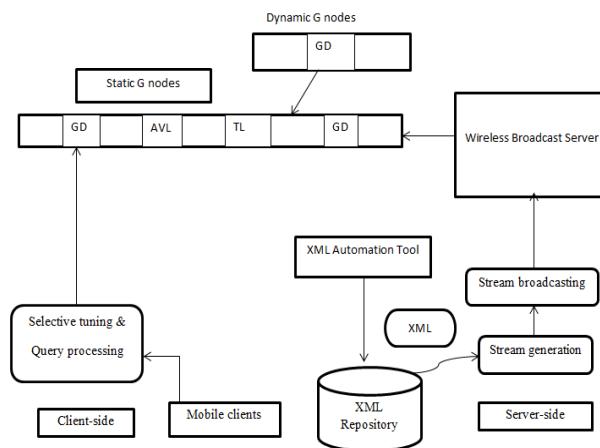 Dynamic G nodes
GD
Static G nodes
GD AVL TL GD
Wireless Broadcast Server
XML Automation Tool
Stream broadcasting
Selective tuning &
Query processing
XML
Stream generation
XML
Repository
Client-side
Mobile clients
Server-side